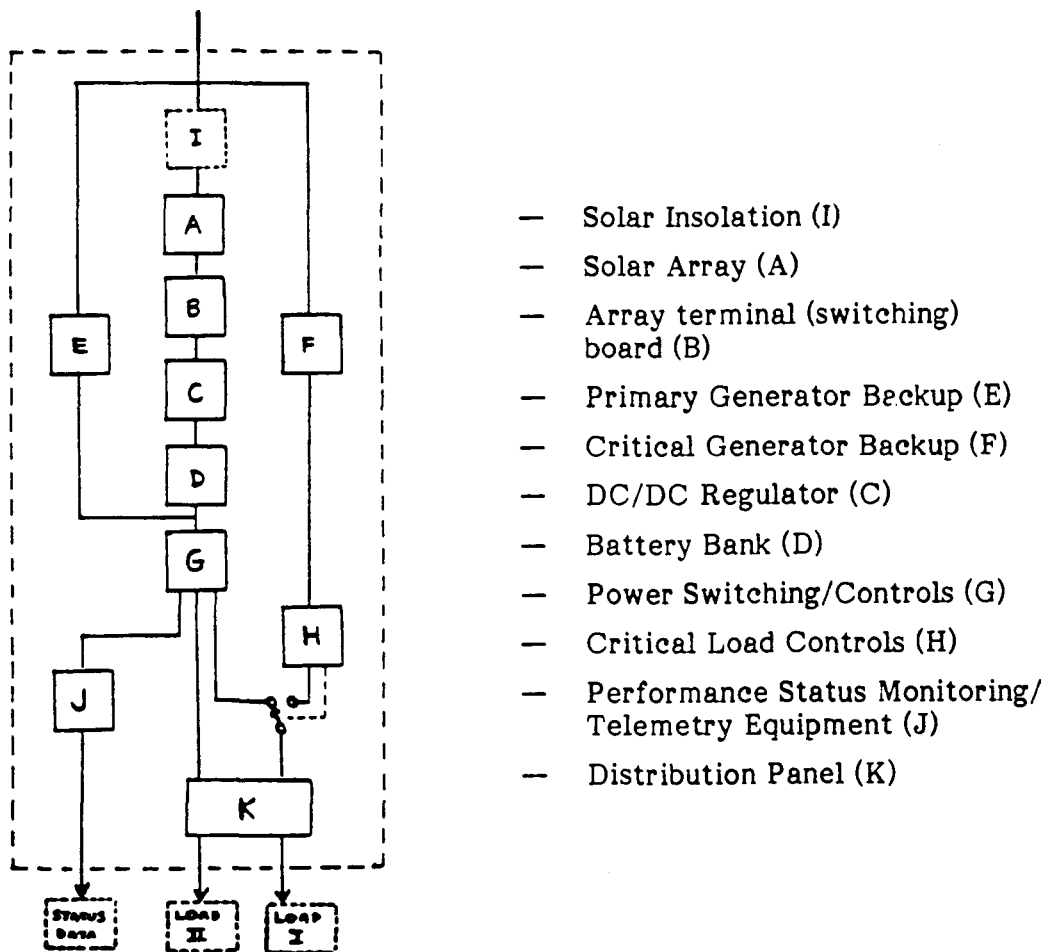 I
A
B
E
F
C
D
G
H
J
K
STATUS
DATA
LOAD
II
LOAD
I
— Solar Insolation (I)
— Solar Array (A)
— Array terminal (switching)
board (B)
— Primary Generator Backup (E)
— Critical Generator Backup (F)
— DC/DC Regulator (C)
— Battery Bank (D)
— Power Switching/Controls (G)
— Critical Load Controls (H)
— Performance Status Monitoring/
Telemetry Equipment (J)
— Distribution Panel (K)